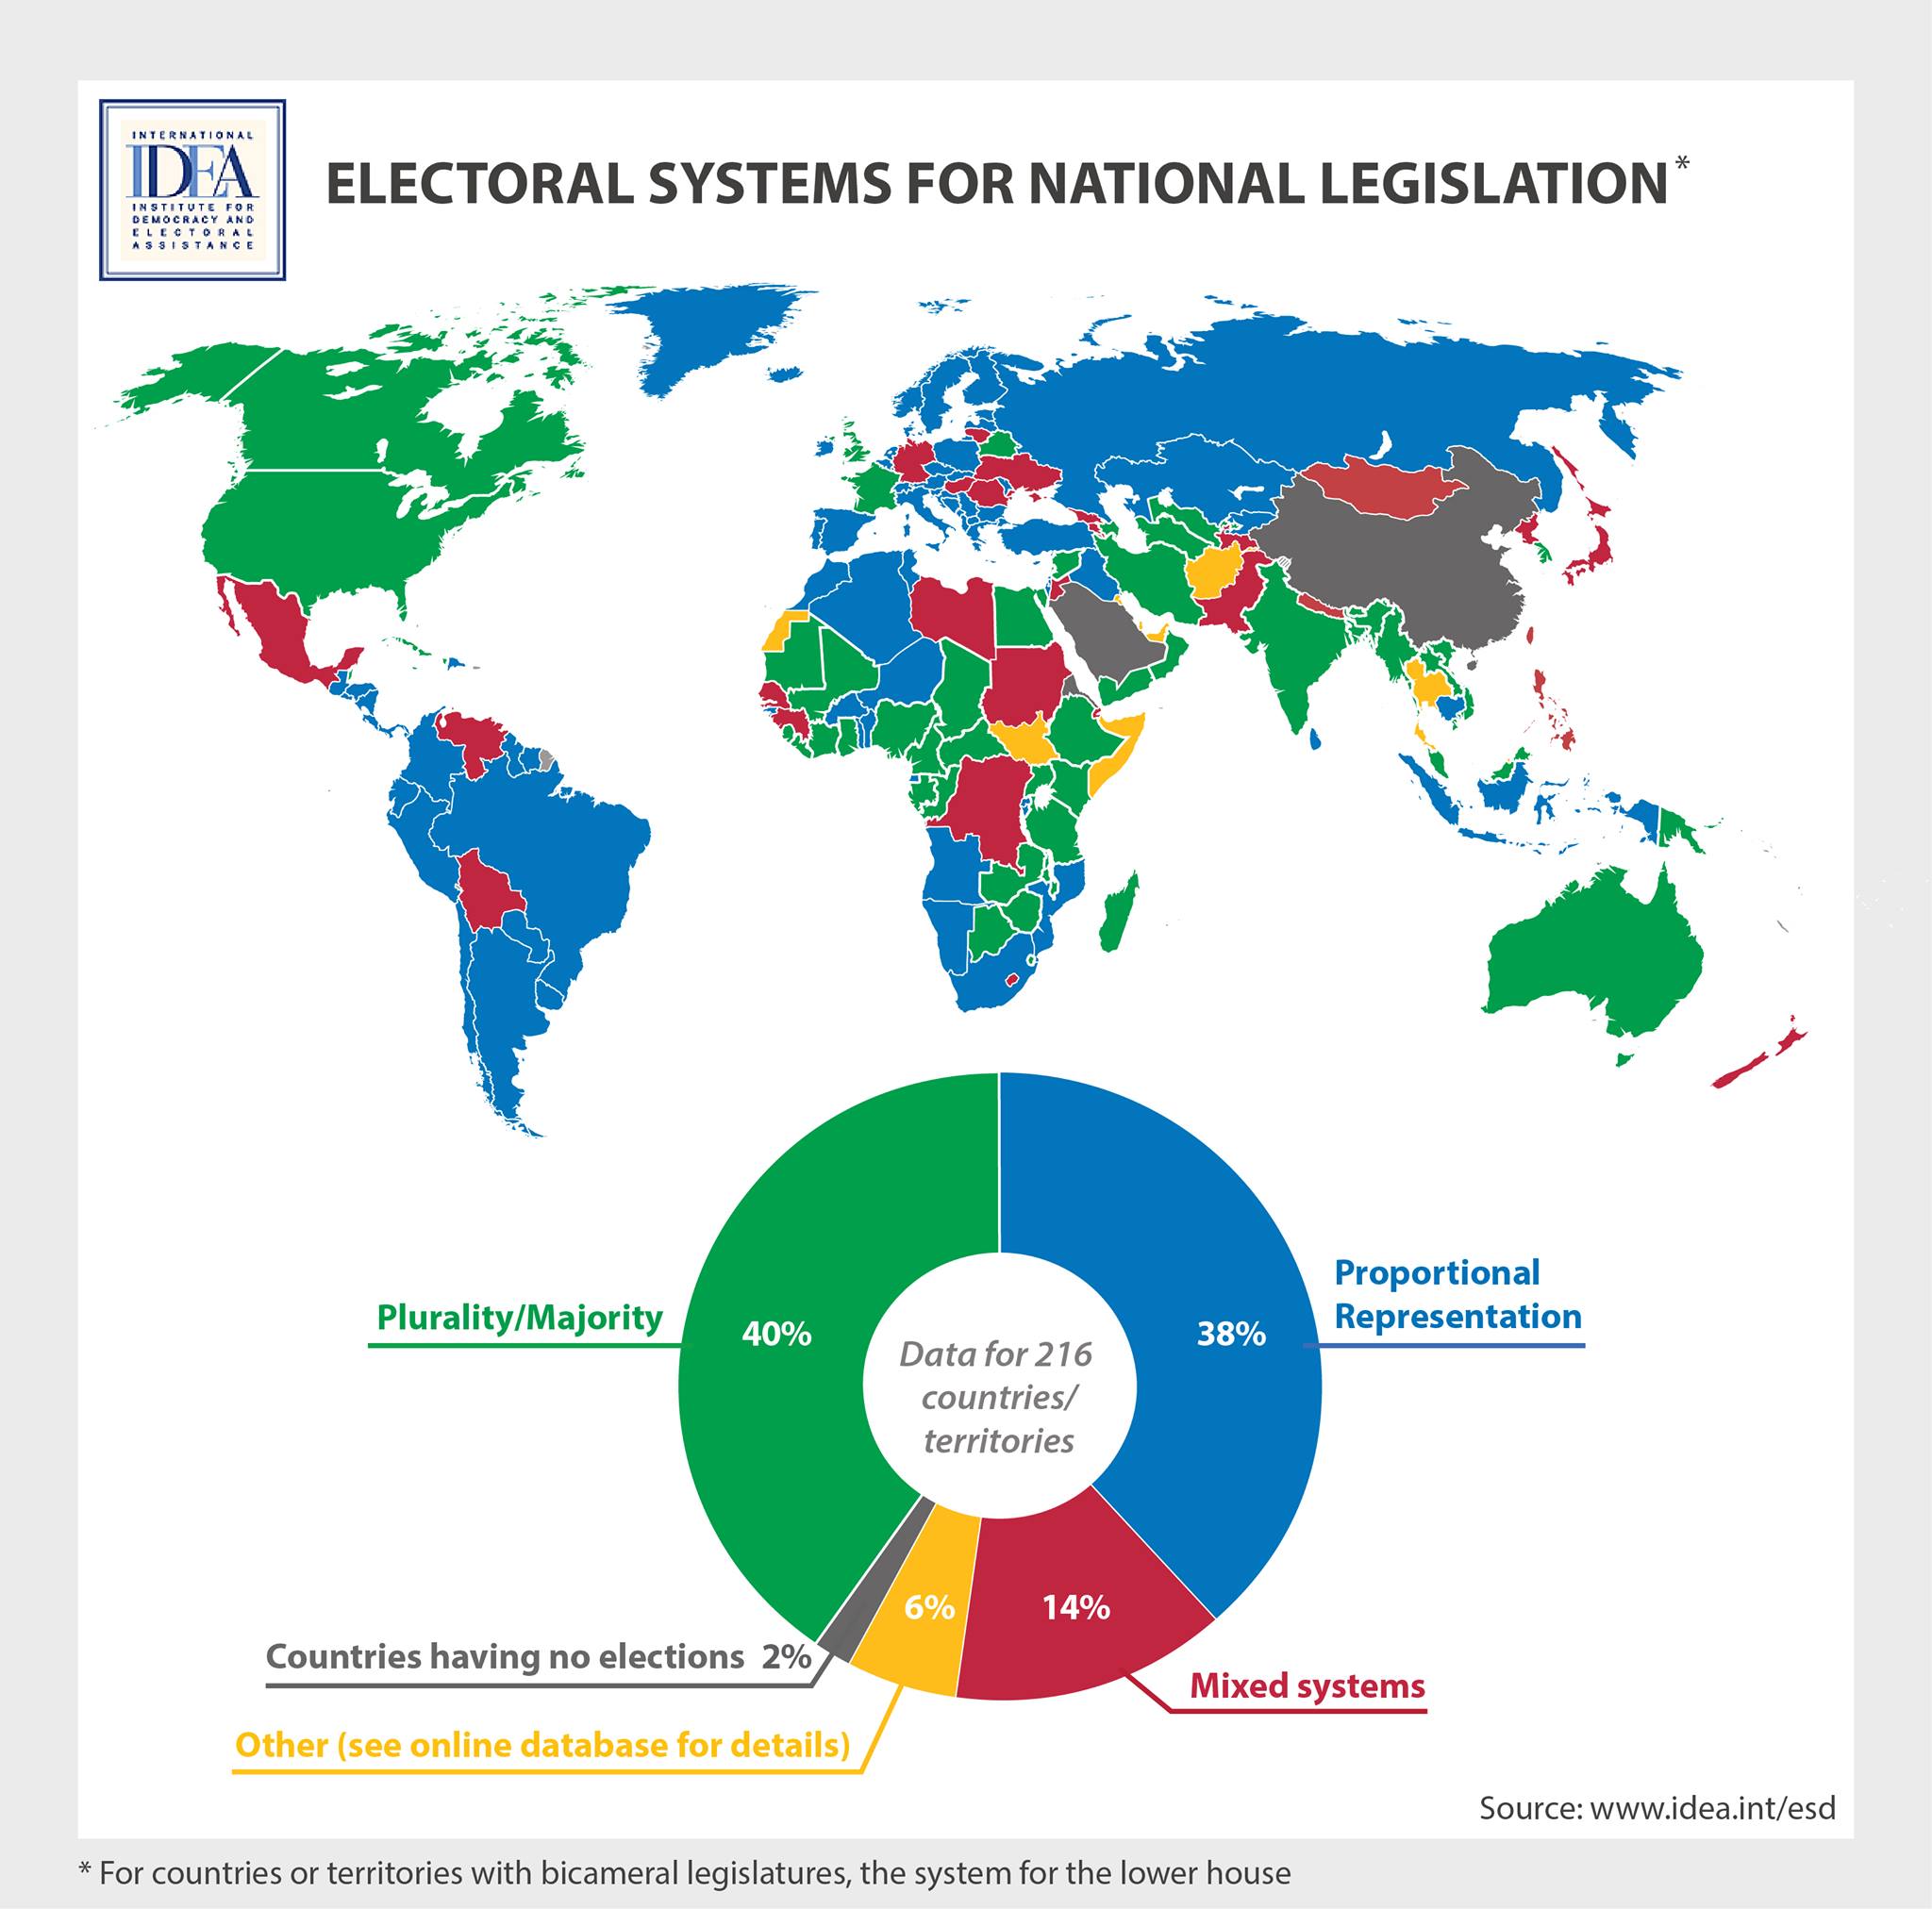 INTERNATIONAL
IDEA
INSTITUTE FOR
DEMOCRACY AND
ELECTORAL
ASSISTANCE
ELECTORAL SYSTEMS FOR NATIONAL LEGISLATION*
Proportional
Representation
Plurality/Majority
40%
38%
Data for 216
countries/
territories
6%
14%
Countries having no elections 2%
Mixed systems
Other (see online database for details)
Source: www.idea.int/esd
* For countries or territories with bicameral legislatures, the system for the lower house